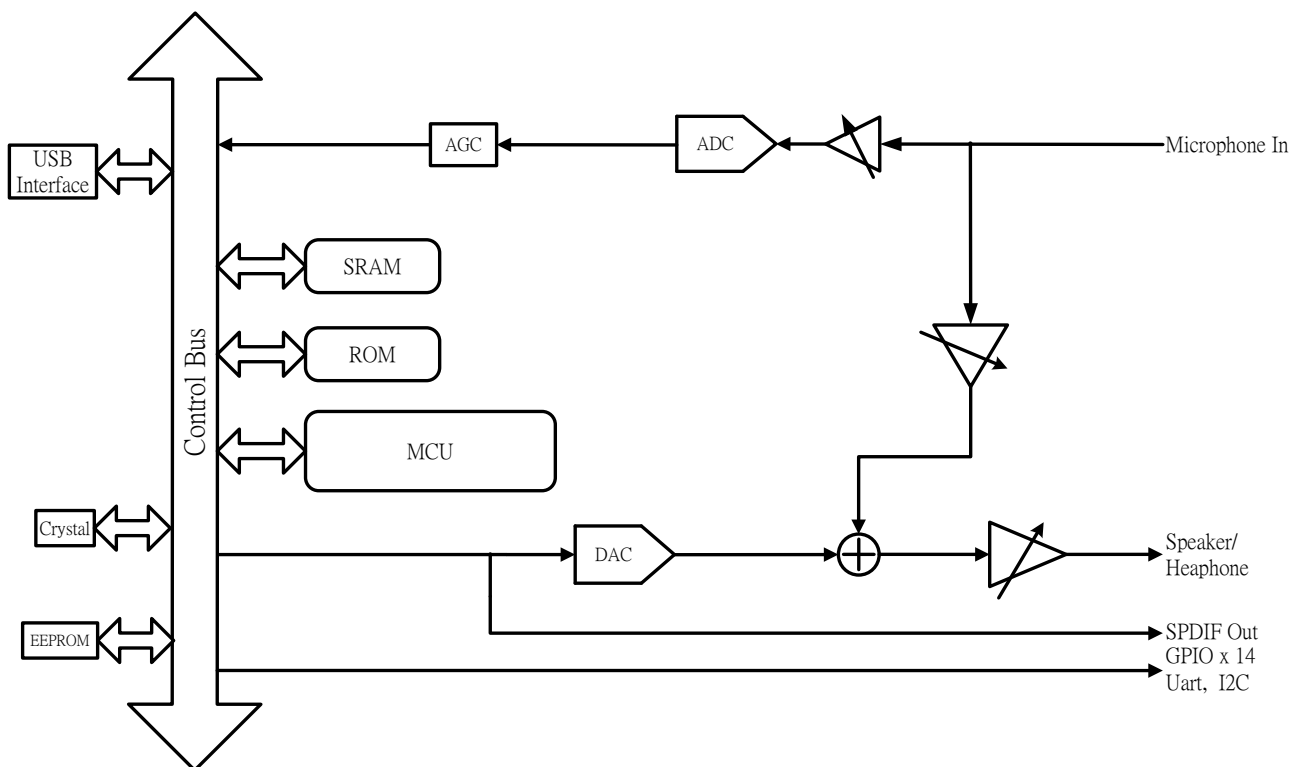 USB
Interface
AGC
ADC
Microphone In
SRAM
ROM
Control Bus
MCU
Crystal
DAC
Speaker/
Heaphone
EEPROM
SPDIF Out
GPIO x 14
Uart, I2C